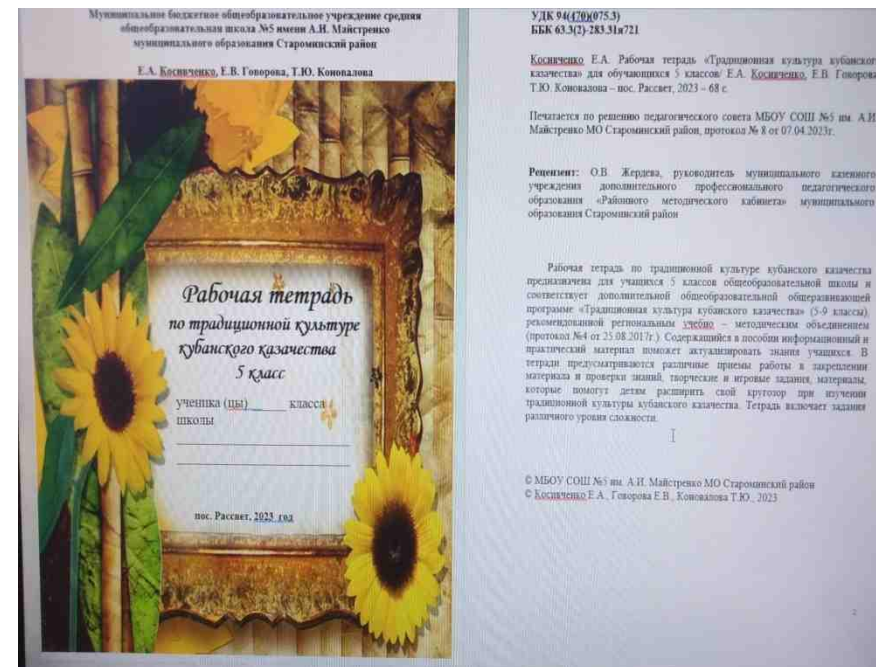 Муниципальное бюджетное общеобразовательное учреждение средняя
общеобразовательная школа №5 имени А.И. Майстренко
муниципального образования Староминский район
Е.А. Косивченко, Е.В. Говорова, Т.Ю. Коновалова
Рабочая тетрадь
по традиционной культуре
кубанского казачества
5 класс
ученика (цы)______ класса
школы
пос. Рассвет, 2023 год
УДК 94(470)(075.3)
ББК 63.3(2)-283.31я721
Косивченко Е.А. Рабочая тетрадь «Традиционная культура кубанског
казачества» для обучающихся 5 классов/ Е.А. Косивченко, Е.В. Говорова
Т.Ю. Коновалова – пос. Рассвет, 2023 – 68 с.
Печатается по решению педагогического совета МБОУ СОШ №5 им. А.И
Майстренко МО Староминский район, протокол № 8 от 07.04.2023г.
Рецензент: О.В. Жердева, руководитель муниципального казенного
учреждения дополнительного профессионального педагогического
образования «Районного методического кабинета» муниципального
образования Староминский район
Рабочая тетрадь по традиционной культуре кубанского казачества
предназначена для учащихся 5 классов общеобразовательной школы и
соответствует дополнительной общеобразовательной общеразвивающей
программе «Традиционная культура кубанского казачества» (5-9 классы),
рекомендованной региональным учебно – методическим объединением
(протокол №4 от 25.08.2017г.). Содержащийся в пособии информационный и
практический материал поможет актуализировать знания учащихся. В
тетради предусматриваются различные приемы работы в закреплении
материала и проверки знаний, творческие и игровые задания, материалы,
которые помогут детям расширить свой кругозор при изучении
традиционной культуры кубанского казачества. Тетрадь включает задания
различного уровня сложности.
© МБОУ СОШ №5 им. А.И. Майстренко МО Староминский район
© Косивченко Е.А., Говорова Е.В., Коновалова Т.Ю., 2023
2